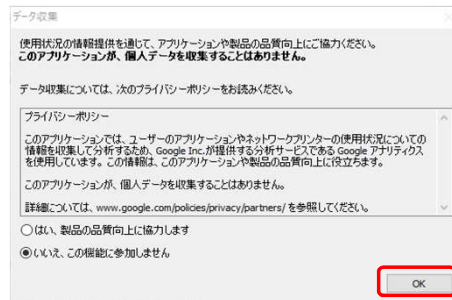 データ収集
使用状況の情報提供を通じて、アプリケーションや製品の品質向上にご協力ください。
このアプリケーションが、個人データを収集することはありません。
データ収集については、次のプライバシーポリシーをお読みください。
プライバシーポリシー
このアプリケーションでは、ユーザーのアプリケーションやネットワークプリンターの使用状況についての
情報を収集して分析するため、Google Inc.が提供する分析サービスである Google アナリティクス
を使用しています。この情報は、このアプリケーションや製品の品質向上に役立ちます。
このアプリケーションが、個人データを収集することはありません。
詳細については、www.google.com/policies/privacy/partners/ を参照してください。
はい、製品の品質向上に協力します
いいえ、この機能に参加しません
OK